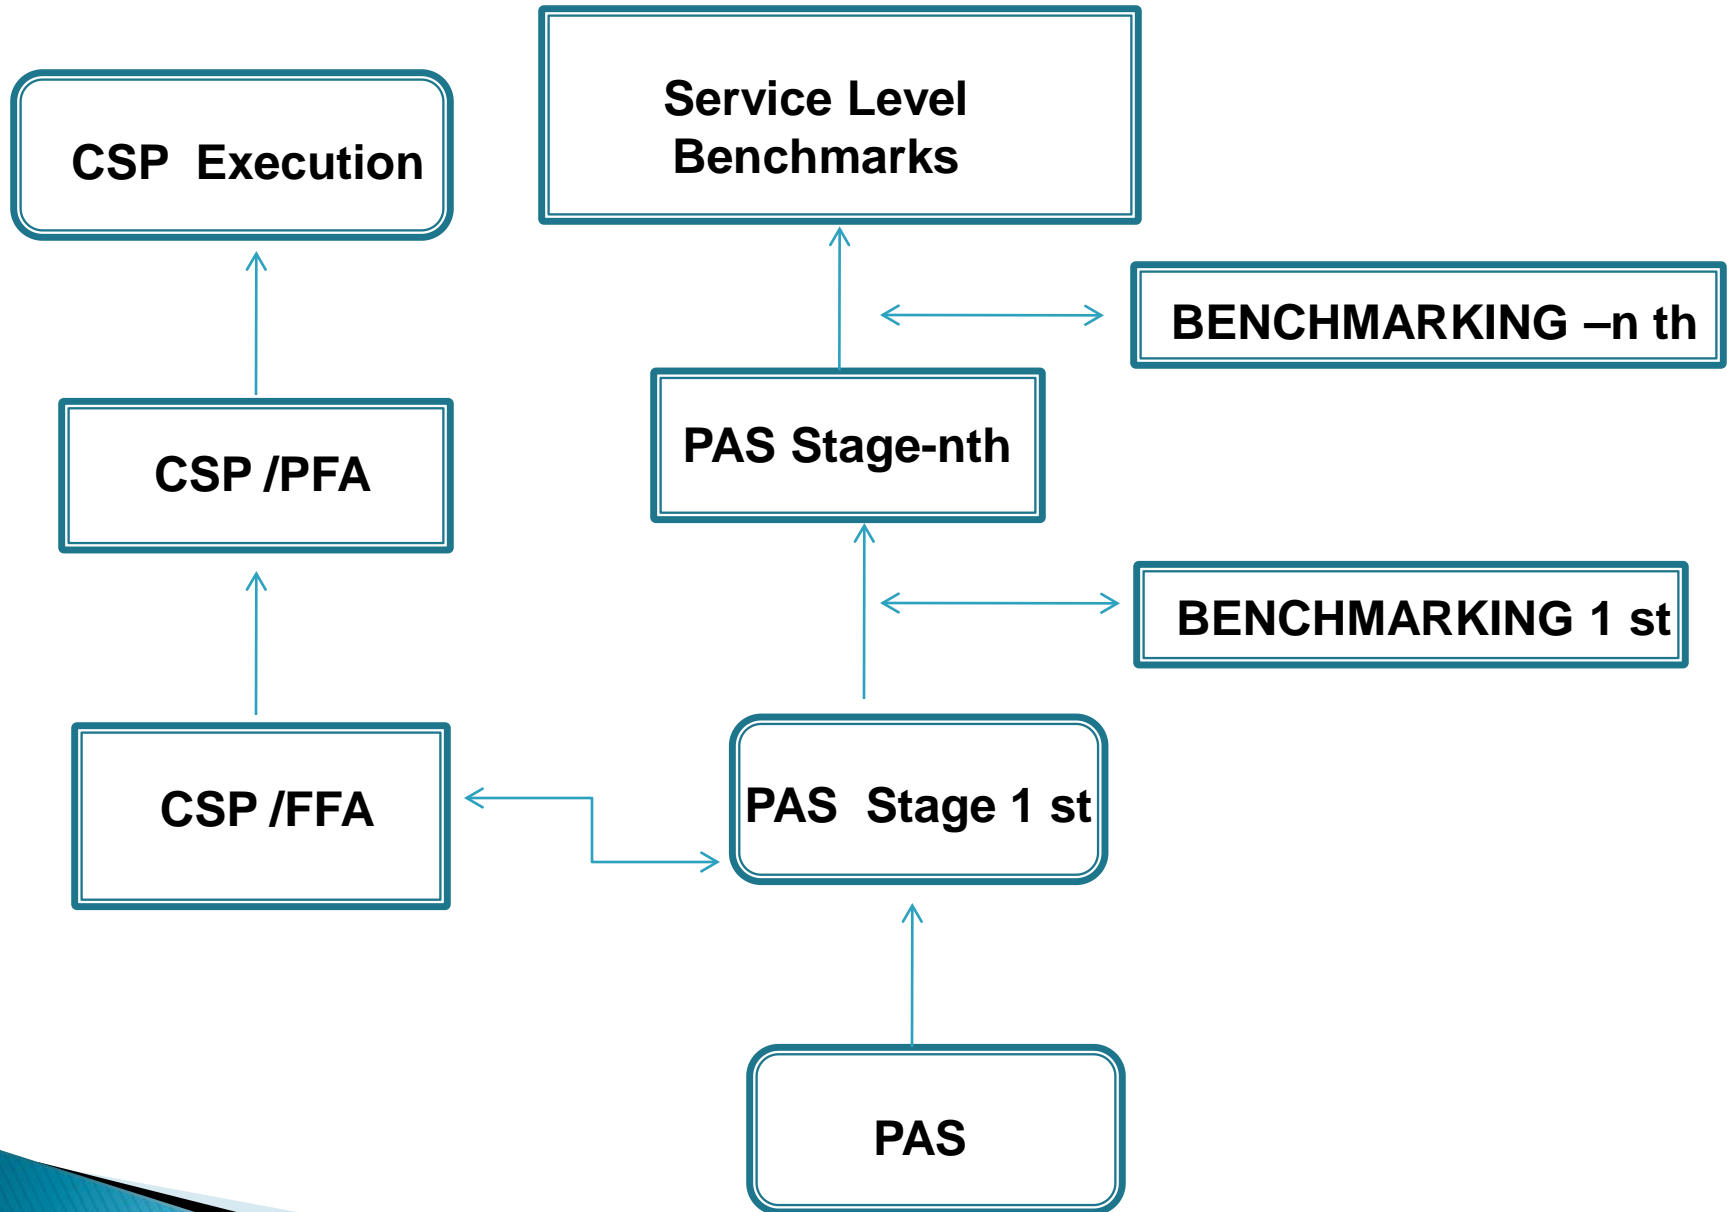 Service Level
Benchmarks
CSP  Execution
BENCHMARKING –n th
PAS Stage-nth
CSP /PFA
BENCHMARKING 1 st
CSP /FFA
PAS  Stage 1 st
PAS